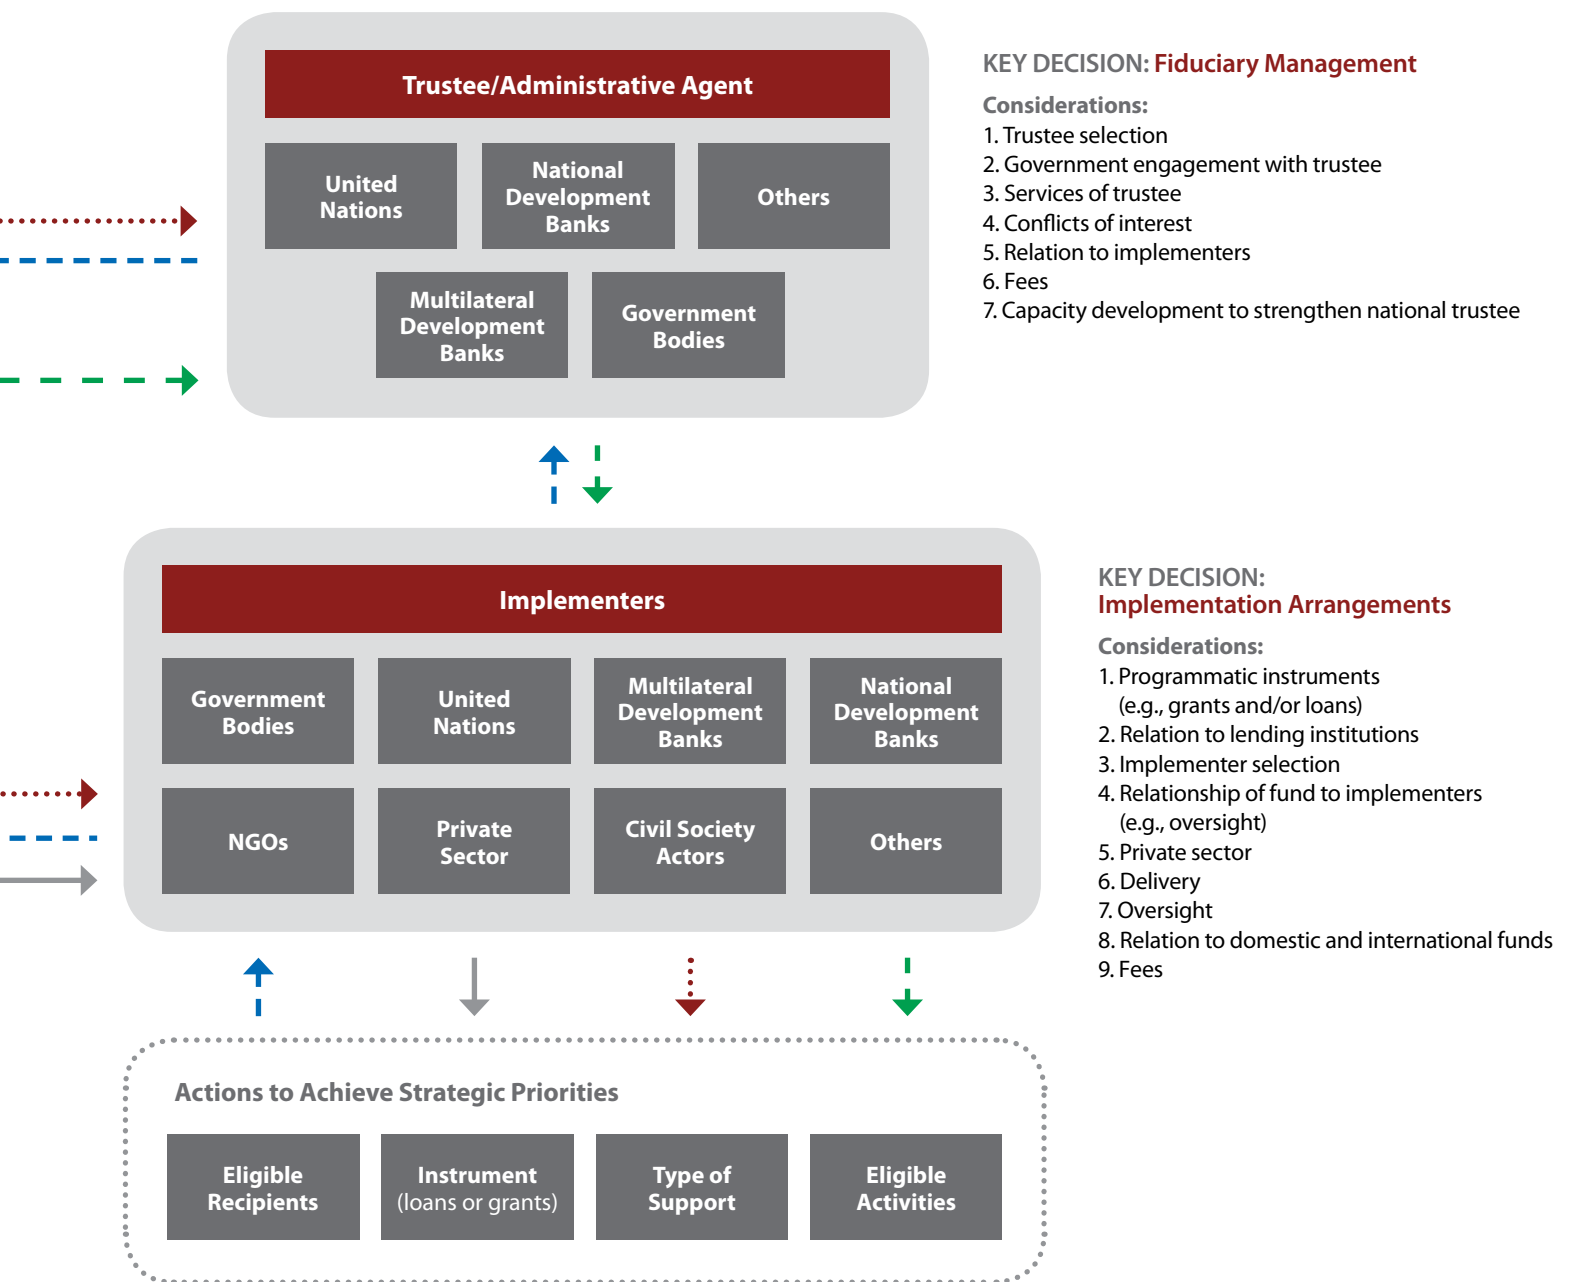 Trustee/Administrative Agent
United
Nations
National
Development
Banks
Others
Multilateral
Development
Banks
Government
Bodies
KEY DECISION: Fiduciary Management
Considerations:
1. Trustee selection
2. Government engagement with trustee
3. Services of trustee
4. Conflicts of interest
5. Relation to implementers
6. Fees
7. Capacity development to strengthen national trustee
Implementers
Government
Bodies
United
Nations
Multilateral
Development
Banks
National
Development
Banks
NGOs
Private
Sector
Civil Society
Actors
Others
KEY DECISION:
Implementation Arrangements
Considerations:
1. Programmatic instruments
(e.g., grants and/or loans)
2. Relation to lending institutions
3. Implementer selection
4. Relationship of fund to implementers
(e.g., oversight)
5. Private sector
6. Delivery
7. Oversight
8. Relation to domestic and international funds
9. Fees
Actions to Achieve Strategic Priorities
Eligible
Recipients
Instrument
(loans or grants)
Type of
Support
Eligible
Activities